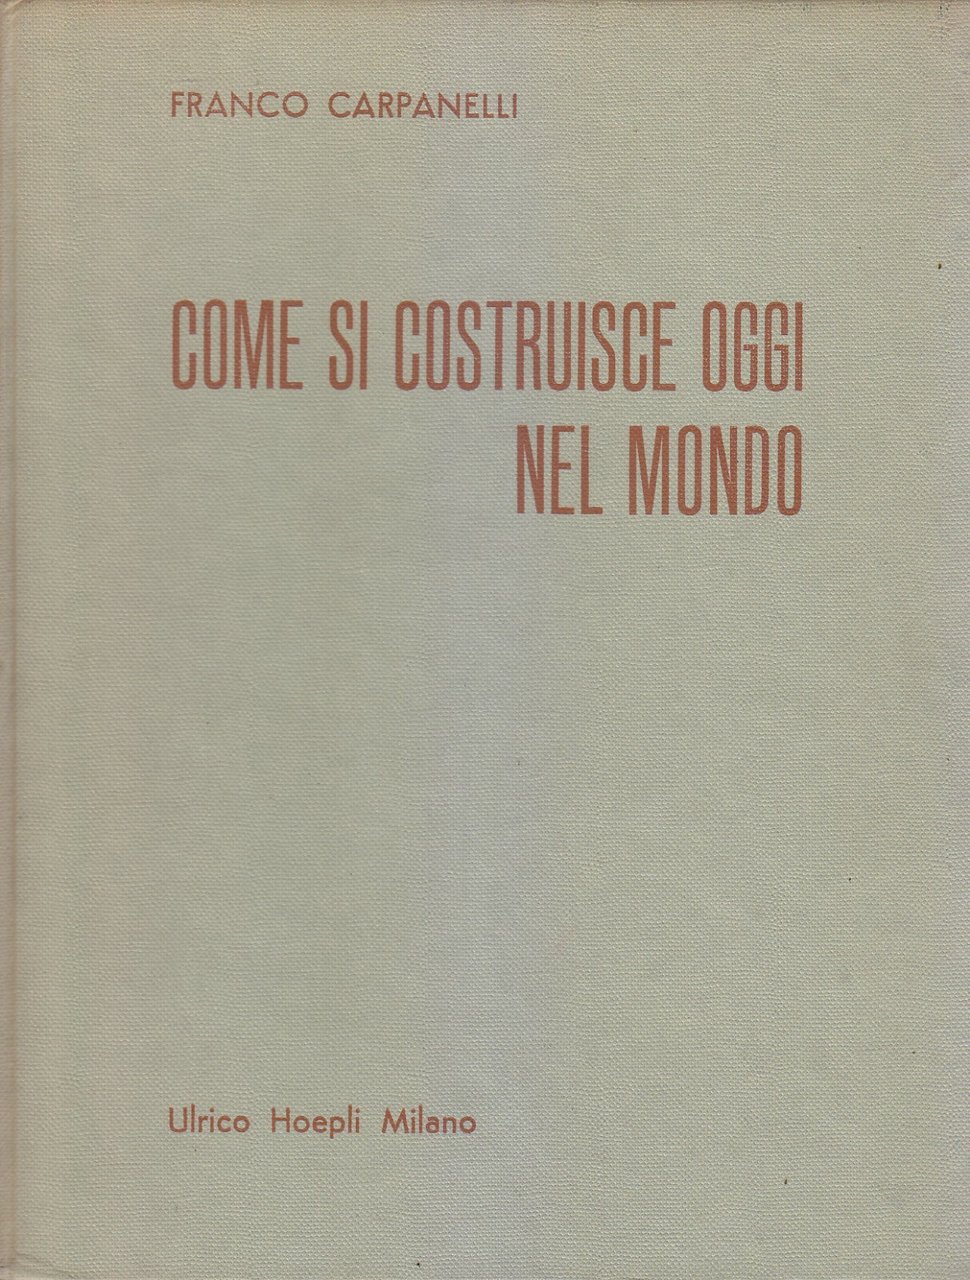 FRANCO CARPANELLI
COME SI COSTRUISCE OGGI
NEL MONDO
Ulrico Hoepli Milano